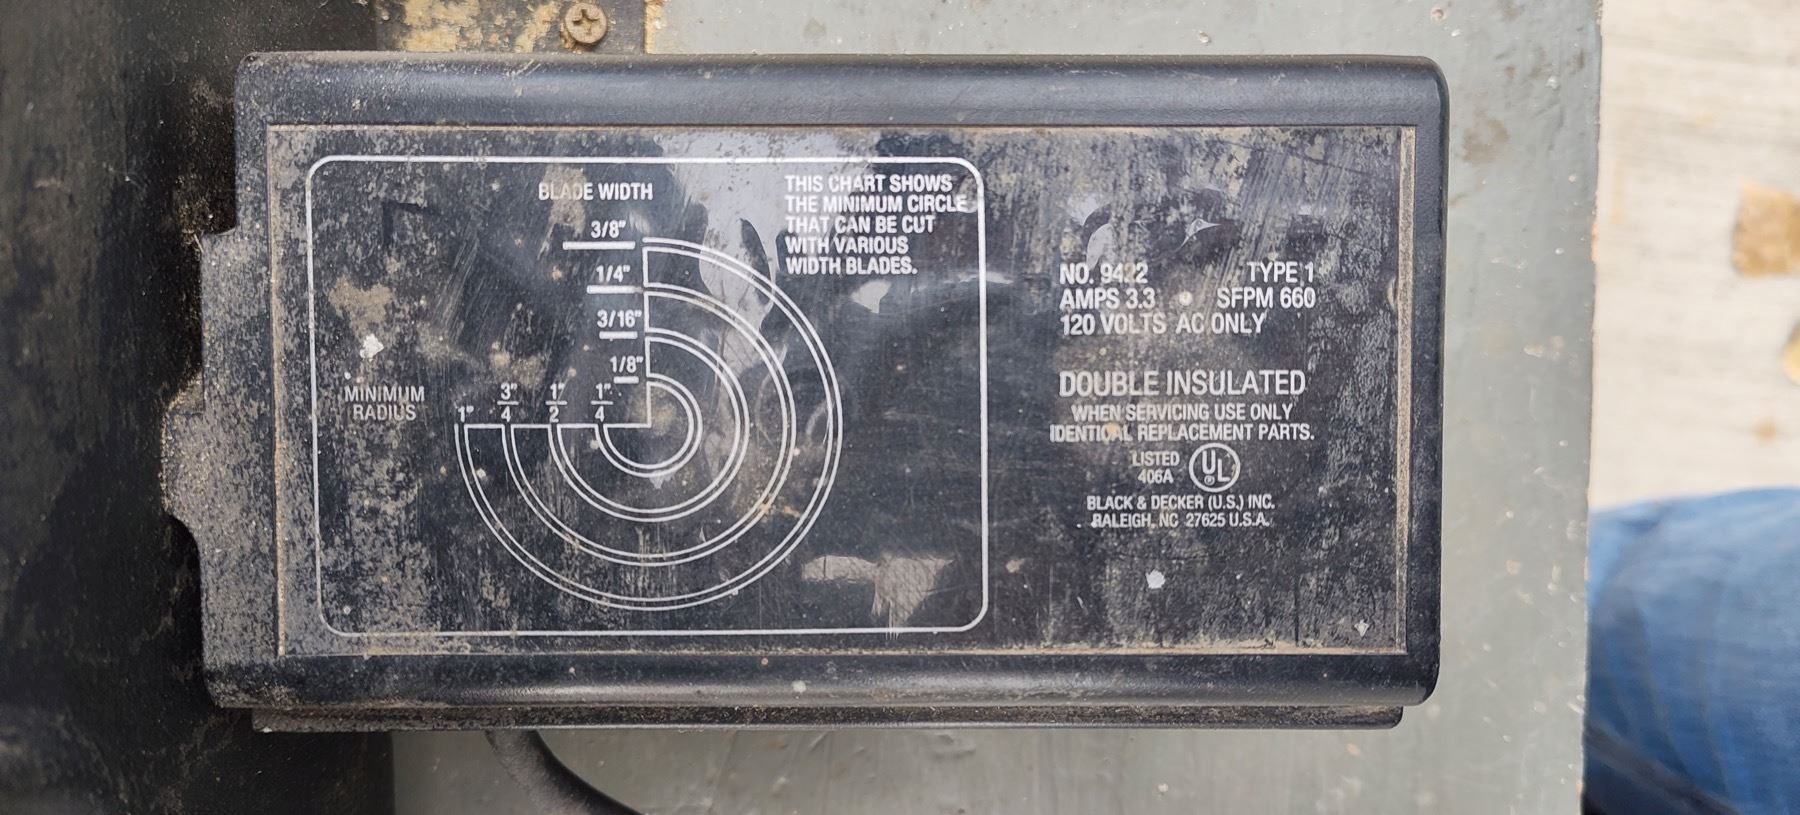 BLADE WIDTH
3/8"
1/4"
3/16"
1/8"
MINIMUM
RADIUS
1" 3" 1" 1"
4 2 4
THIS CHART SHOWS
THE MINIMUM CIRCLE
THAT CAN BE CUT
WITH VARIOUS
WIDTH BLADES.
NO. 9422 TYPE 1
AMPS 3.3 SFPM 660
120 VOLTS AC ONLY
DOUBLE INSULATED
WHEN SERVICING USE ONLY
IDENTICAL REPLACEMENT PARTS.
LISTED
406A
UL
®
BLACK & DECKER (U.S.) INC.
RALEIGH, NC 27625 U.S.A.